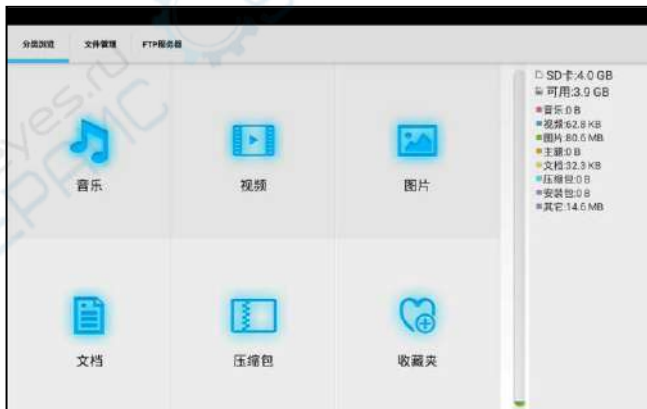 分类浏览 文件管理 FTP服务器
SD卡:4.0 GB
可用:3.9 GB
音乐:0 B
视频:62.8 KB
图片:80.6 MB
主题:0 B
文档:32.3 KB
压缩包:0 B
安装包:0 B
其它:14.6 MB
音乐 视频 图片
文档 压缩包 收藏夹